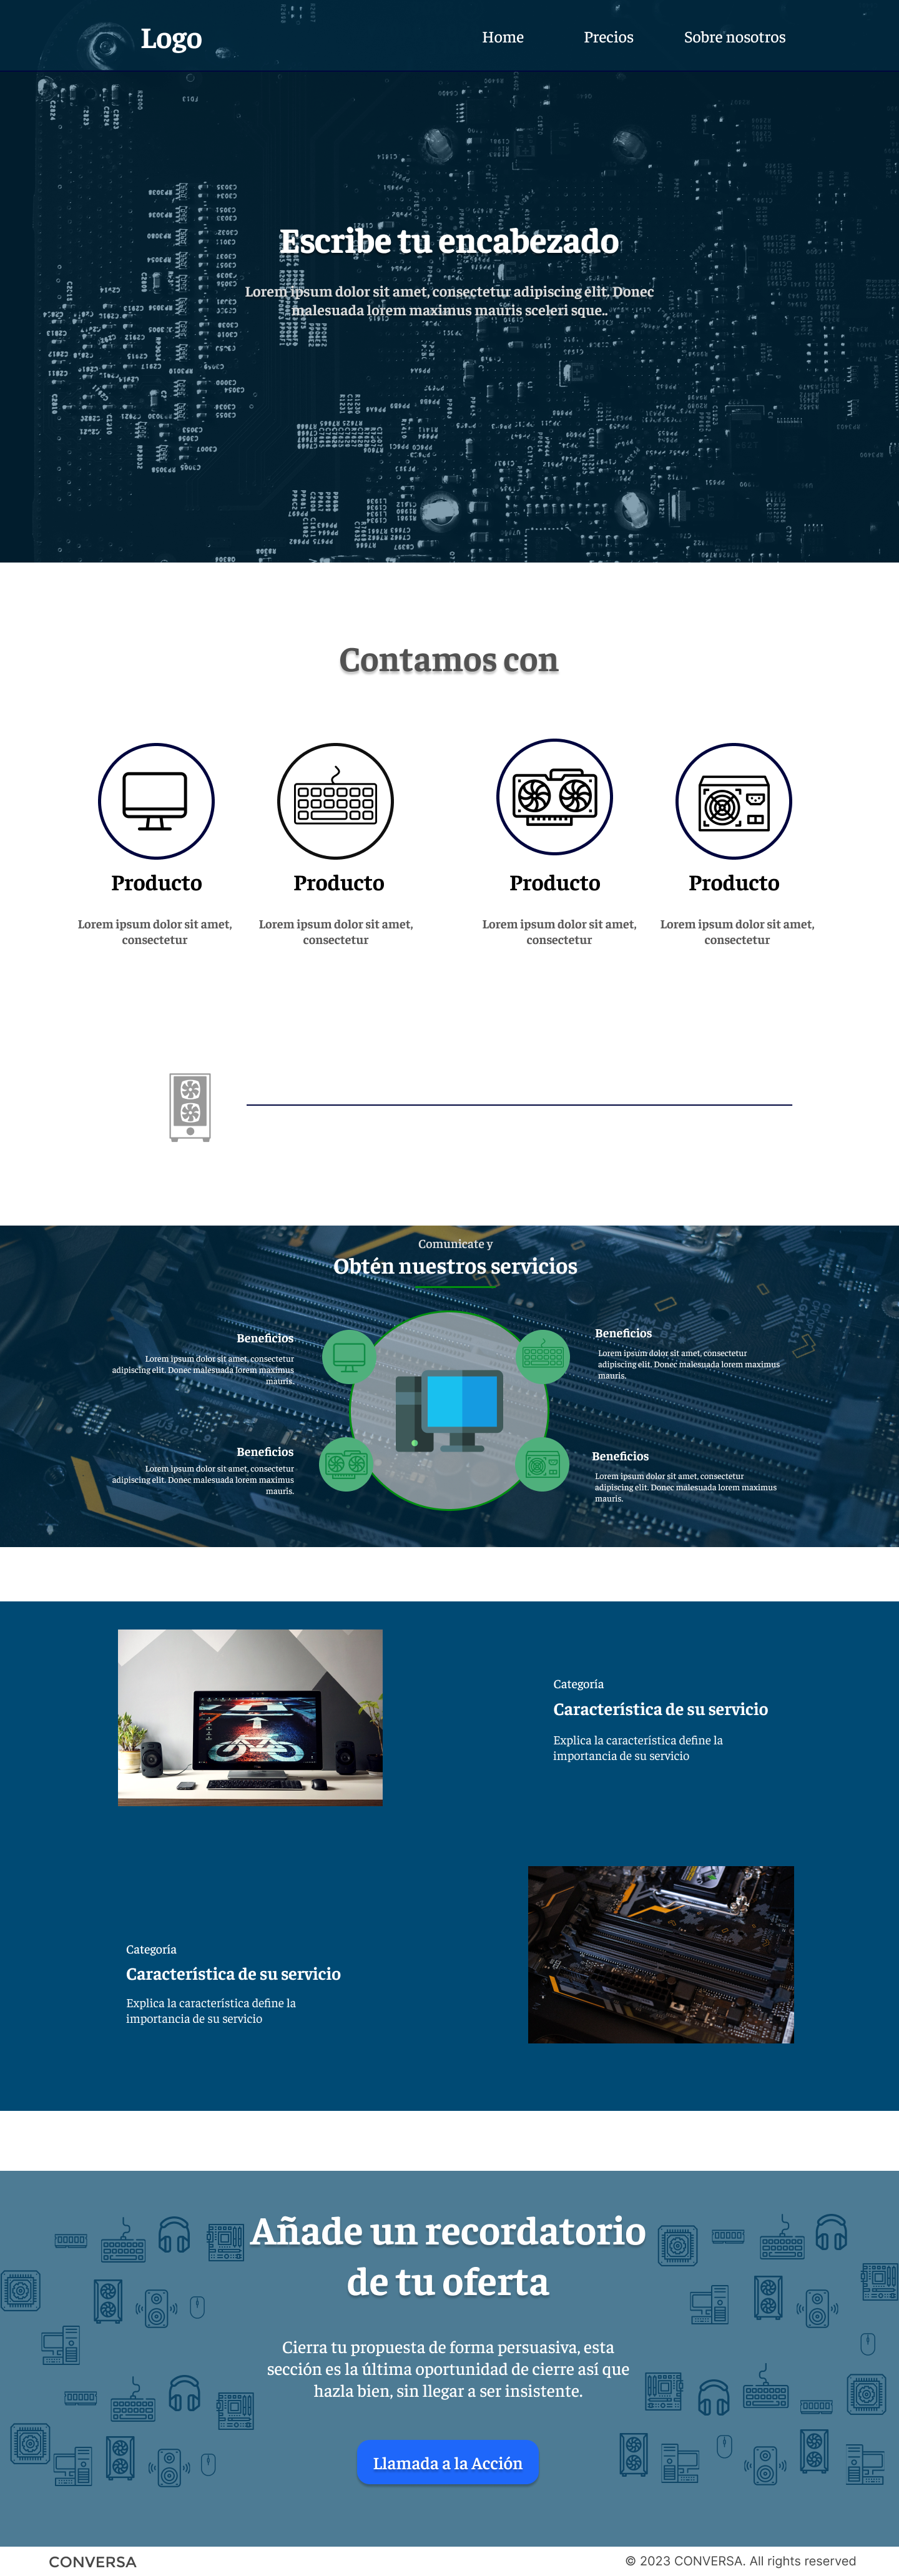 Logo
Home
Precios
Sobre nosotros
Escribe tu encabezado
Lorem ipsum dolor sit amet, consectetur adipiscing elit. Donec
malesuada lorem maximus mauris sceleri sque..
Contamos con
Producto
Lorem ipsum dolor sit amet,
consectetur
Producto
Lorem ipsum dolor sit amet,
consectetur
Producto
Lorem ipsum dolor sit amet,
consectetur
Producto
Lorem ipsum dolor sit amet,
consectetur
Comunicate y
Obtén nuestros servicios
Beneficios
Lorem ipsum dolor sit amet, consectetur
adipiscing elit. Donec malesuada lorem maximus
mauris.
Beneficios
Lorem ipsum dolor sit amet, consectetur
adipiscing elit. Donec malesuada lorem maximus
mauris.
Beneficios
Lorem ipsum dolor sit amet, consectetur
adipiscing elit. Donec malesuada lorem maximus
mauris.
Beneficios
Lorem ipsum dolor sit amet, consectetur
adipiscing elit. Donec malesuada lorem maximus
mauris.
Categoría
Característica de su servicio
Explica la característica define la
importancia de su servicio
Categoría
Característica de su servicio
Explica la característica define la
importancia de su servicio
Añade un recordatorio
de tu oferta
Cierra tu propuesta de forma persuasiva, esta
sección es la última oportunidad de cierre así que
hazla bien, sin llegar a ser insistente.
Llamada a la Acción
CONVERSA
© 2023 CONVERSA. All rights reserved